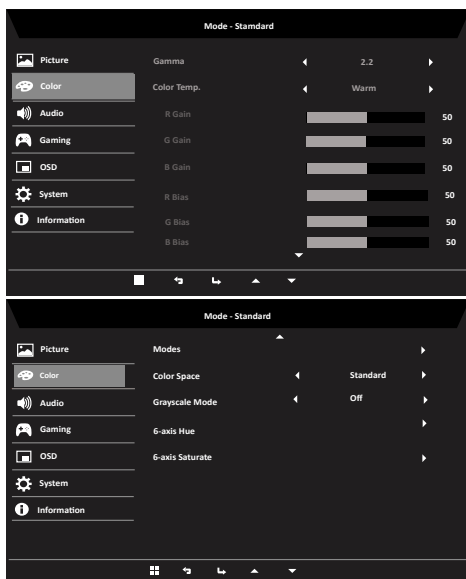 Mode - Stamdard
Picture
Gamma
2.2
Color
Color Temp.
Warm
Audio
R Gain
50
Gaming
G Gain
50
OSD
B Gain
50
System
R Bias
50
Information
G Bias
50
B Bias
50
Mode - Standard
Picture
Modes
Color
Color Space
Standard
Audio
Grayscale Mode
Off
Gaming
6-axis Hue
OSD
6-axis Saturate
System
Information